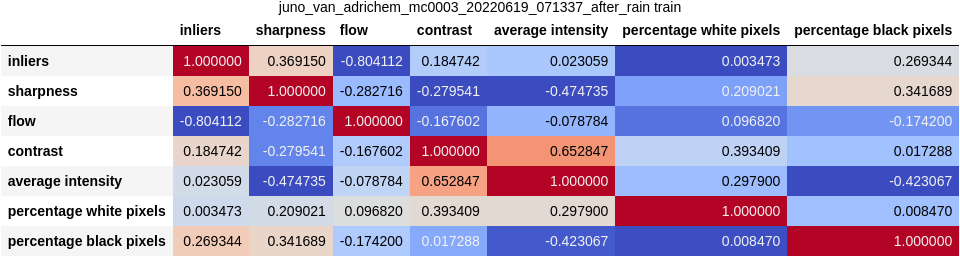 juno_van_adrichem_mc0003_20220619_071337_after_rain train
inliers sharpness flow contrast average intensity percentage white pixels percentage black pixels
inliers 1.000000 0.369150 -0.804112 0.184742 0.023059 0.003473 0.269344
sharpness 0.369150 1.000000 -0.282716 -0.279541 -0.474735 0.209021 0.341689
flow -0.804112 -0.282716 1.000000 -0.167602 -0.078784 0.096820 -0.174200
contrast 0.184742 -0.279541 -0.167602 1.000000 0.652847 0.393409 0.017288
average intensity 0.023059 -0.474735 -0.078784 0.652847 1.000000 0.297900 -0.423067
percentage white pixels 0.003473 0.209021 0.096820 0.393409 0.297900 1.000000 0.008470
percentage black pixels 0.269344 0.341689 -0.174200 0.017288 -0.423067 0.008470 1.000000